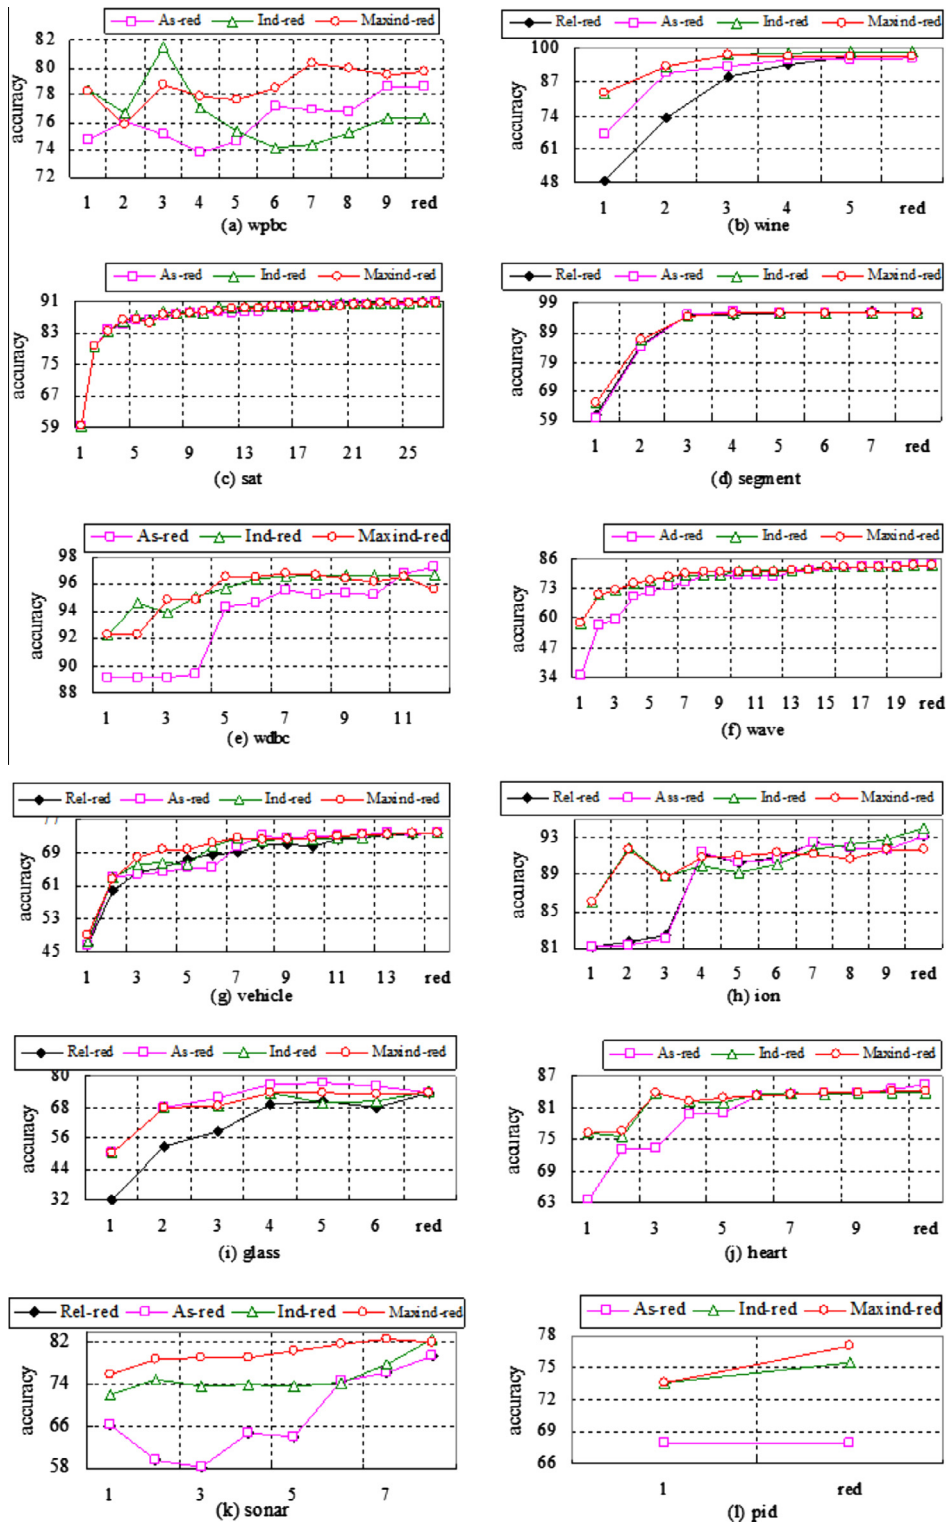 As-red Ind-red Maxind-red
accuracy
82
80
78
76
74
72
1 2 3 4 5 6 7 8 9 red
(a) wpbc
Rel-red As-red Ind-red Maxind-red
accuracy
100
87
74
61
48
1 2 3 4 5 red
(b) wine
As-red Ind-red Maxind-red
accuracy
91
83
75
67
59
1 5 9 13 17 21 25
(c) sat
Rel-red As-red Ind-red Maxind-red
accuracy
99
89
79
69
59
1 2 3 4 5 6 7 red
(d) segment
As-red Ind-red Maxind-red
accuracy
98
96
94
92
90
88
1 3 5 7 9 11
(e) wdbc
Ad-red Ind-red Maxind-red
accuracy
86
73
60
47
34
1 3 5 7 9 11 13 15 17 19 red
(f) wave
Rel-red As-red Ind-red Maxind-red
accuracy
77
69
61
53
45
1 3 5 7 9 11 13 red
(g) vehicle
Rel-red Ass-red Ind-red Maxind-red
accuracy
93
89
85
81
1 2 3 4 5 6 7 8 9 red
(h) ion
Rel-red As-red Ind-red Maxind-red
accuracy
80
68
56
44
32
1 2 3 4 5 6 red
(i) glass
As-red Ind-red Maxind-red
accuracy
87
81
75
69
63
1 3 5 7 9 red
(j) heart
Rel-red As-red Ind-red Maxind-red
accuracy
82
74
66
58
1 3 5 7
(k) sonar
As-red Ind-red Maxind-red
accuracy
78
75
72
69
66
1 red
(l) pid